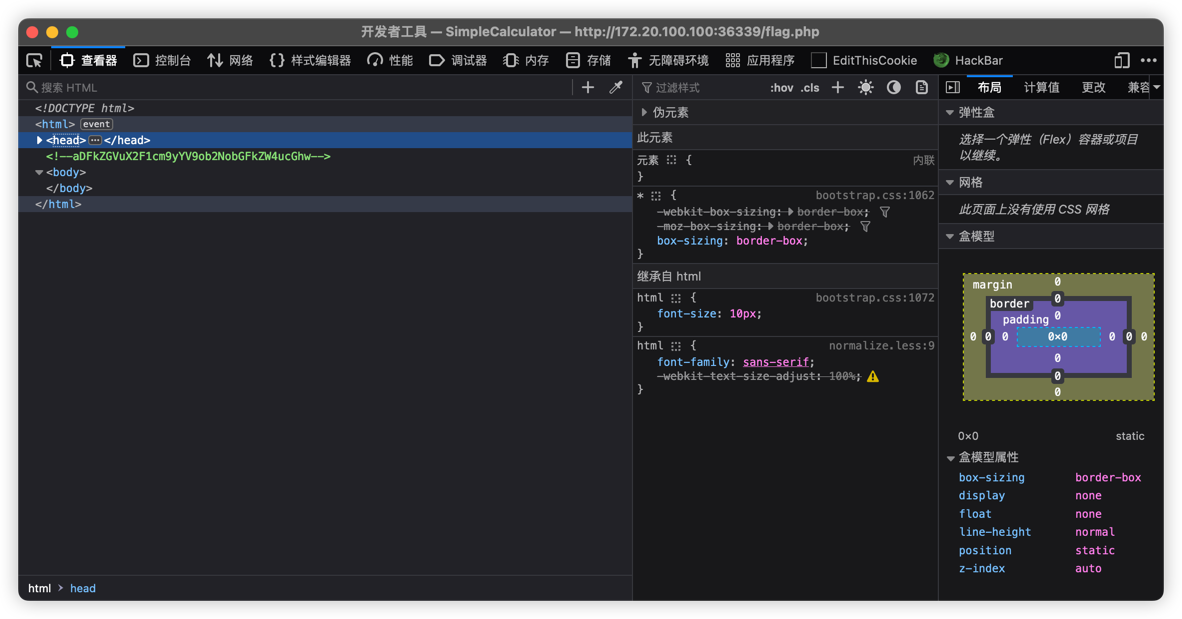 开发者工具 — SimpleCalculator — http://172.20.100.100:36339/flag.php
查看器 控制台 网络 样式编辑器 性能 调试器 内存 存储 无障碍环境 应用程序 EditThisCookie HackBar
搜索 HTML
<!DOCTYPE html>
<html> event
<head> ⋯ </head>
<!--aDFkZGVuX2F1cm9yYV9ob2NobGFkZW4ucGhw-->
<body>
</body>
</html>
html > head
过滤样式 :hov .cls +
伪元素
此元素
元素 { 内联
}
* { bootstrap.css:1062
-webkit-box-sizing: border-box;
-moz-box-sizing: border-box;
box-sizing: border-box;
}
继承自 html
html { bootstrap.css:1072
font-size: 10px;
}
html { normalize.less:9
font-family: sans-serif;
-webkit-text-size-adjust: 100%;
}
布局 计算值 更改 兼容
弹性盒
选择一个弹性（Flex）容器或项目
以继续。
网格
此页面上没有使用 CSS 网格
盒模型
margin 0
border 0
padding 0
0 0 0 0×0 0 0 0
0
0
0
0×0 static
盒模型属性
box-sizing border-box
display none
float none
line-height normal
position static
z-index auto